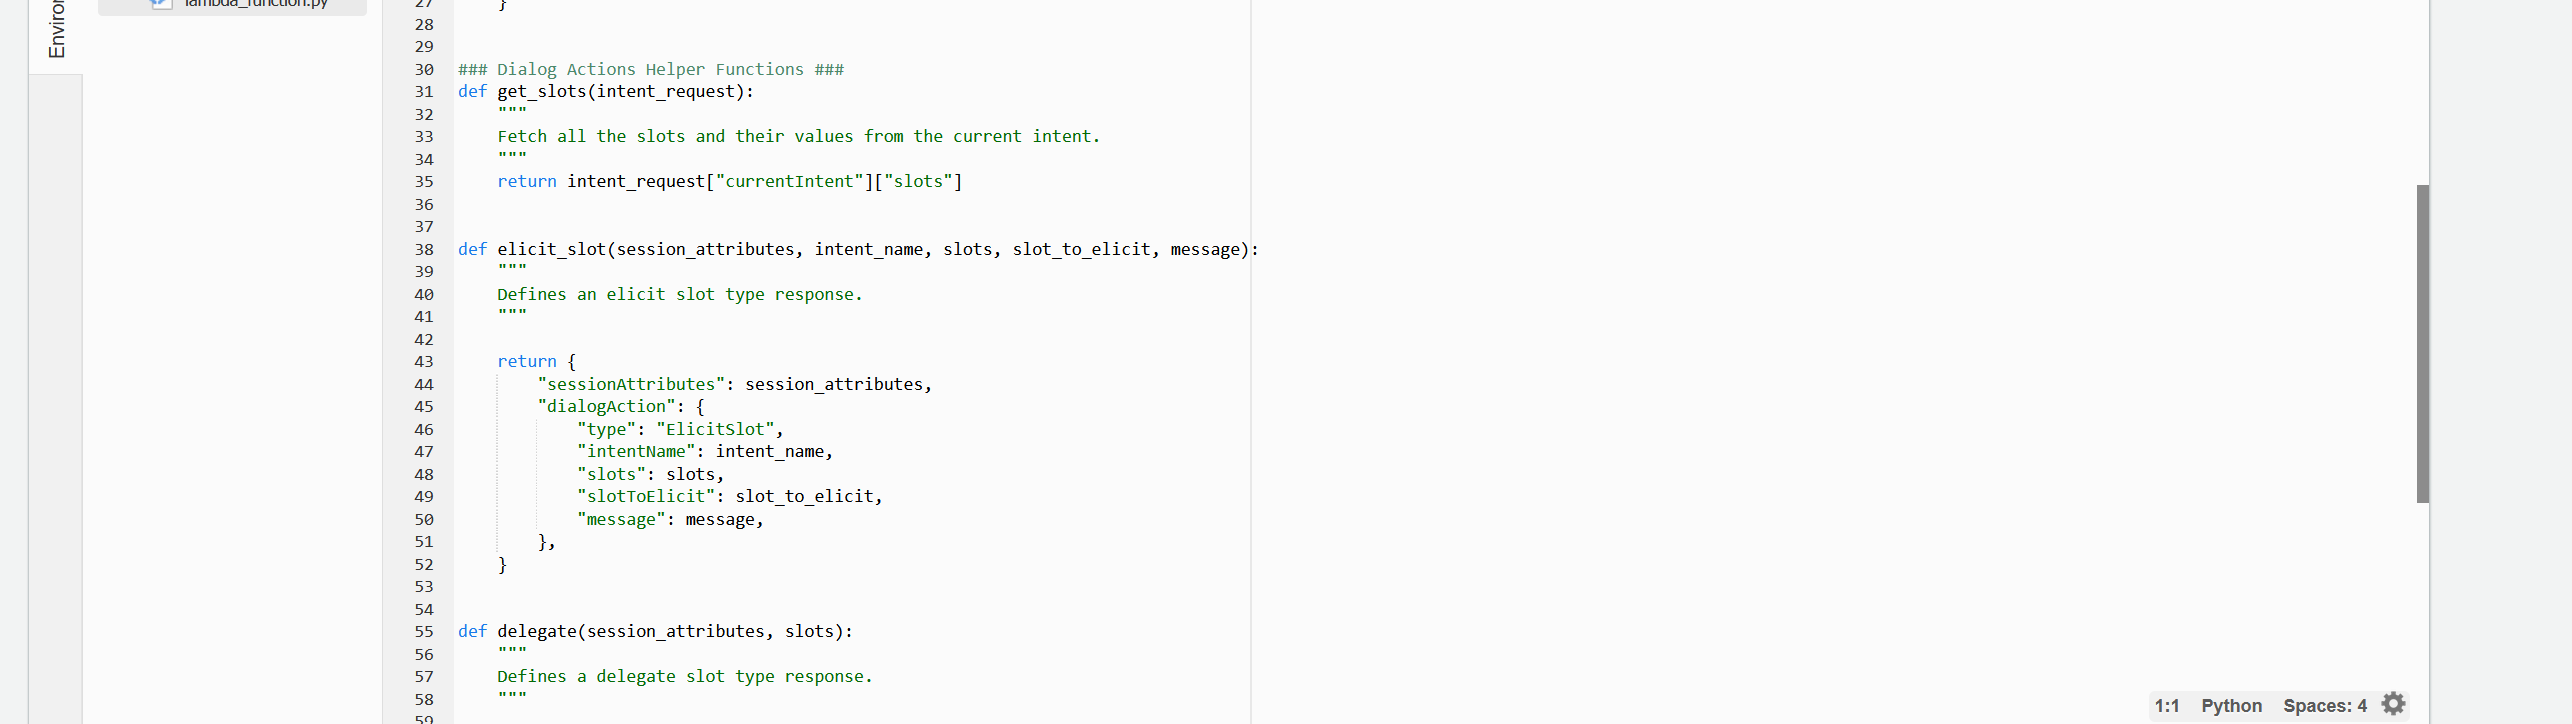 Environ
lambda_function.py
27     }
28
29
30 ### Dialog Actions Helper Functions ###
31 def get_slots(intent_request):
32     """
33     Fetch all the slots and their values from the current intent.
34     """
35     return intent_request["currentIntent"]["slots"]
36
37
38 def elicit_slot(session_attributes, intent_name, slots, slot_to_elicit, message):
39     """
40     Defines an elicit slot type response.
41     """
42
43     return {
44         "sessionAttributes": session_attributes,
45         "dialogAction": {
46             "type": "ElicitSlot",
47             "intentName": intent_name,
48             "slots": slots,
49             "slotToElicit": slot_to_elicit,
50             "message": message,
51         },
52     }
53
54
55 def delegate(session_attributes, slots):
56     """
57     Defines a delegate slot type response.
58     """
59
1:1 Python Spaces: 4